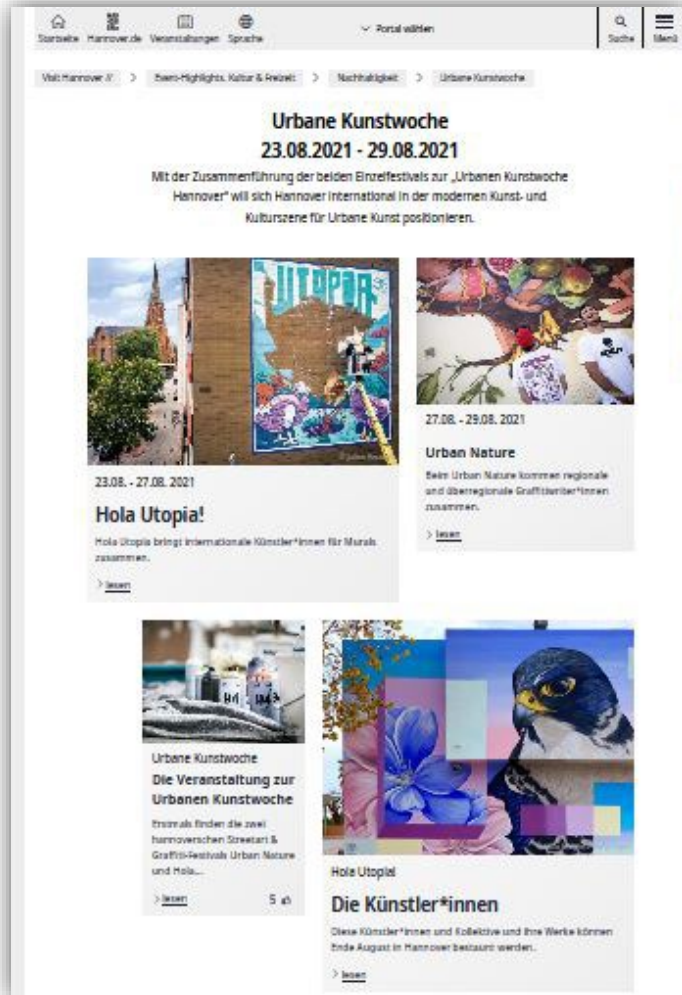 Startseite Hannover.de Veranstaltungen Sprache
Portal wählen
Suche Menü
Visit Hannover // > Event-Highlights, Kultur & Freizeit > Nachhaltigkeit > Urbane Kunstwoche
Urbane Kunstwoche
23.08.2021 - 29.08.2021
Mit der Zusammenführung der beiden Einzelfestivals zur „Urbanen Kunstwoche
Hannover" will sich Hannover international in der modernen Kunst- und
Kulturszene für Urbane Kunst positionieren.
UTOPIA
23.08. - 27.08. 2021
Hola Utopia!
Hola Utopia bringt internationale Künstler*innen für Murals
zusammen.
> lesen
27.08. - 29.08. 2021
Urban Nature
Beim Urban Nature kommen regionale
und überregionale Graffitiwriter*innen
zusammen.
> lesen
Urbane Kunstwoche
Die Veranstaltung zur
Urbanen Kunstwoche
Erstmals finden die zwei
hannoverschen Streetart &
Graffiti-Festivals Urban Nature
und Hola...
> lesen 5
Hola Utopia!
Die Künstler*innen
Diese Künstler*innen und Kollektive und ihre Werke können
Ende August in Hannover bestaunt werden.
> lesen